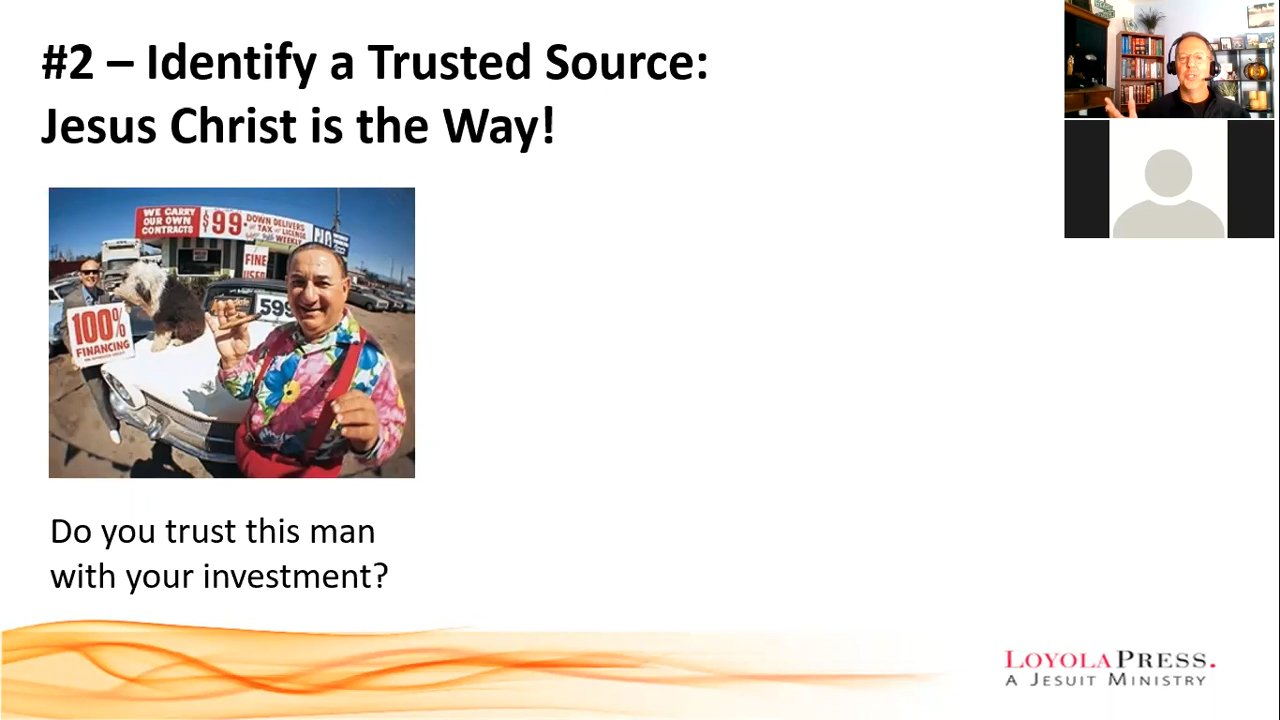 #2 – Identify a Trusted Source:
Jesus Christ is the Way!
WE CARRY
OUR OWN
CONTRACTS
$99
DOWN DELIVERS
TAX
LICENSE
WEEKLY
FINE
USED
599
100%
FINANCING
Do you trust this man
with your investment?
LOYOLAPRESS.
A JESUIT MINISTRY